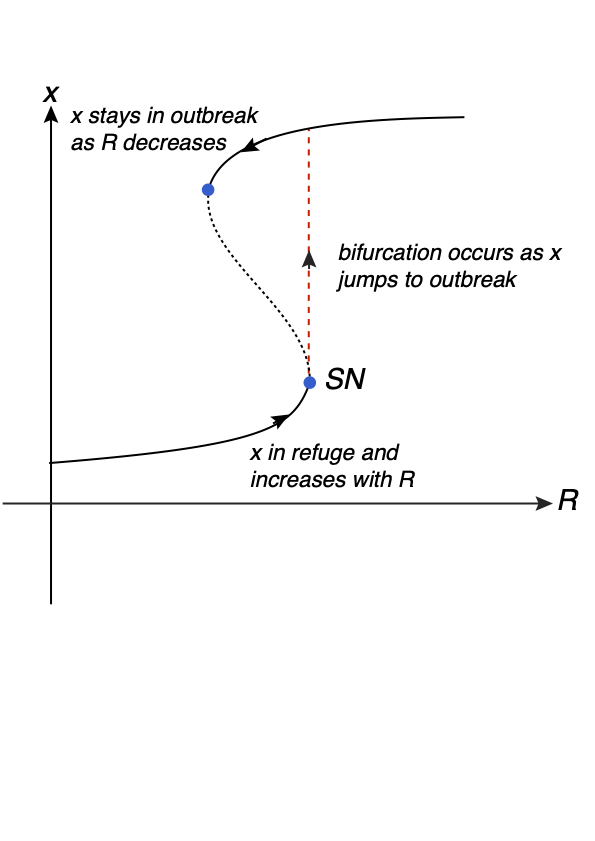 x
x stays in outbreak
as R decreases
bifurcation occurs as x
jumps to outbreak
SN
x in refuge and
increases with R
R